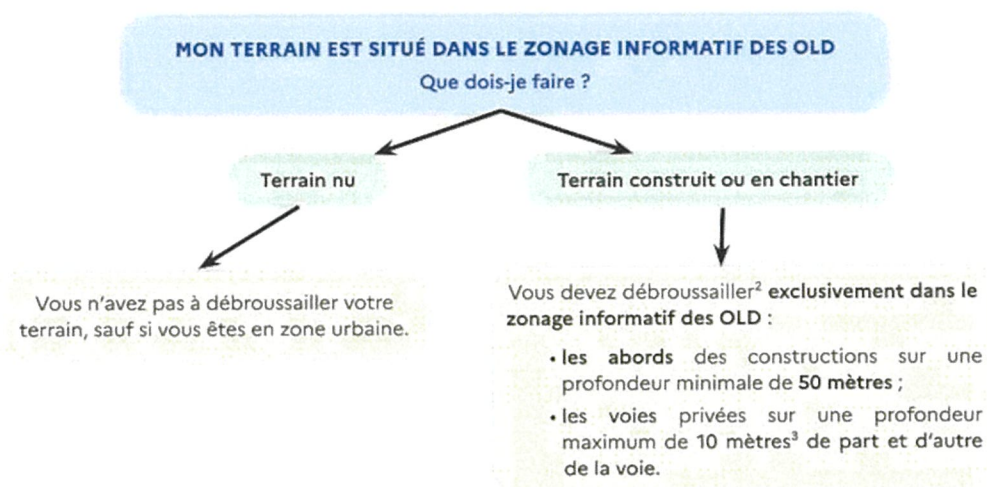 MON TERRAIN EST SITUÉ DANS LE ZONAGE INFORMATIF DES OLD
Que dois-je faire ?
Terrain nu
Terrain construit ou en chantier
Vous n'avez pas à débroussailler votre
terrain, sauf si vous êtes en zone urbaine.
Vous devez débroussailler² exclusivement dans le
zonage informatif des OLD :
• les abords des constructions sur une
profondeur minimale de 50 mètres ;
• les voies privées sur une profondeur
maximum de 10 mètres³ de part et d'autre
de la voie.